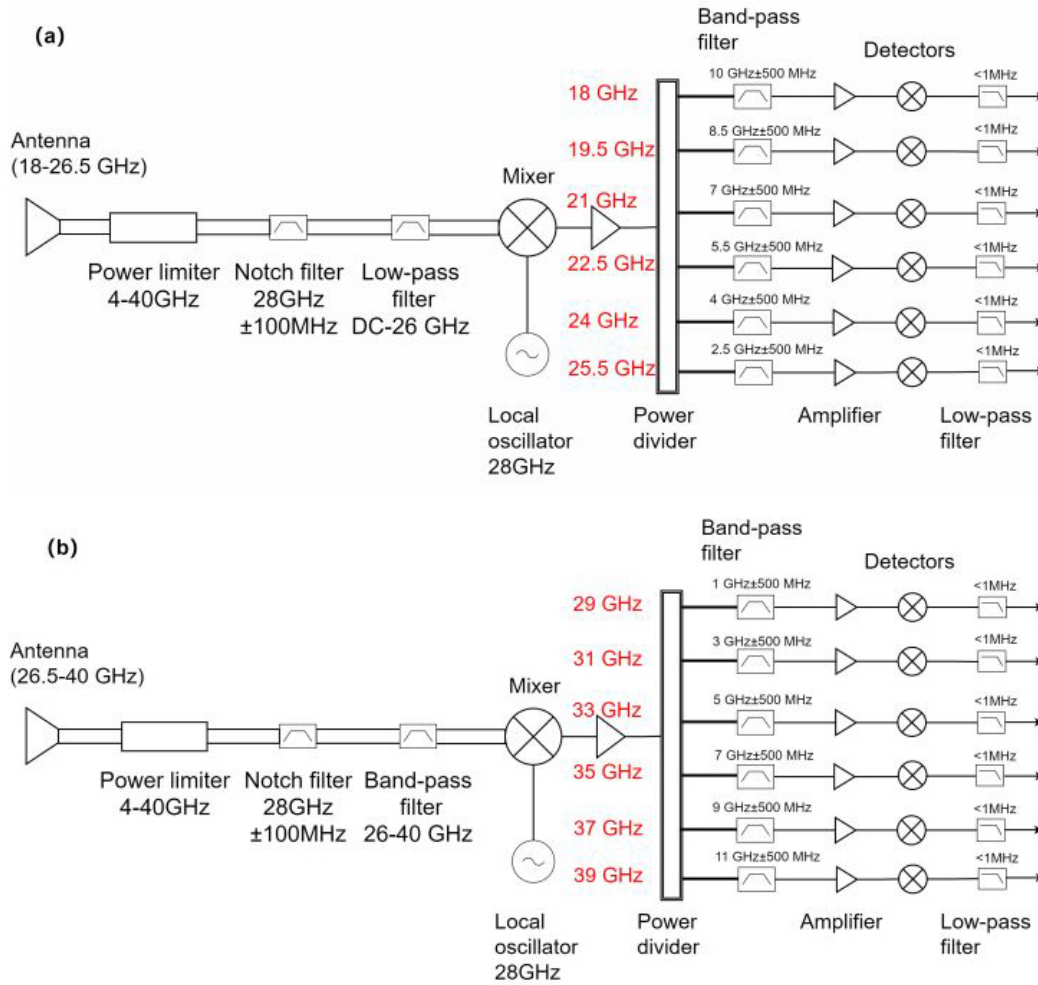 (a)
Band-pass
filter
Detectors
10 GHz±500 MHz
<1MHz
18 GHz
8.5 GHz±500 MHz
<1MHz
19.5 GHz
Antenna
(18-26.5 GHz)
Mixer
7 GHz±500 MHz
<1MHz
21 GHz
5.5 GHz±500 MHz
<1MHz
22.5 GHz
Power limiter
4-40GHz
Notch filter
28GHz
±100MHz
Low-pass
filter
DC-26 GHz
4 GHz±500 MHz
<1MHz
24 GHz
2.5 GHz±500 MHz
<1MHz
25.5 GHz
Local
oscillator
28GHz
Power
divider
Amplifier
Low-pass
filter
(b)
Band-pass
filter
Detectors
1 GHz±500 MHz
<1MHz
29 GHz
3 GHz±500 MHz
<1MHz
31 GHz
Antenna
(26.5-40 GHz)
Mixer
5 GHz±500 MHz
<1MHz
33 GHz
7 GHz±500 MHz
<1MHz
35 GHz
Power limiter
4-40GHz
Notch filter
28GHz
±100MHz
Band-pass
filter
26-40 GHz
9 GHz±500 MHz
<1MHz
37 GHz
11 GHz±500 MHz
<1MHz
39 GHz
Local
oscillator
28GHz
Power
divider
Amplifier
Low-pass
filter